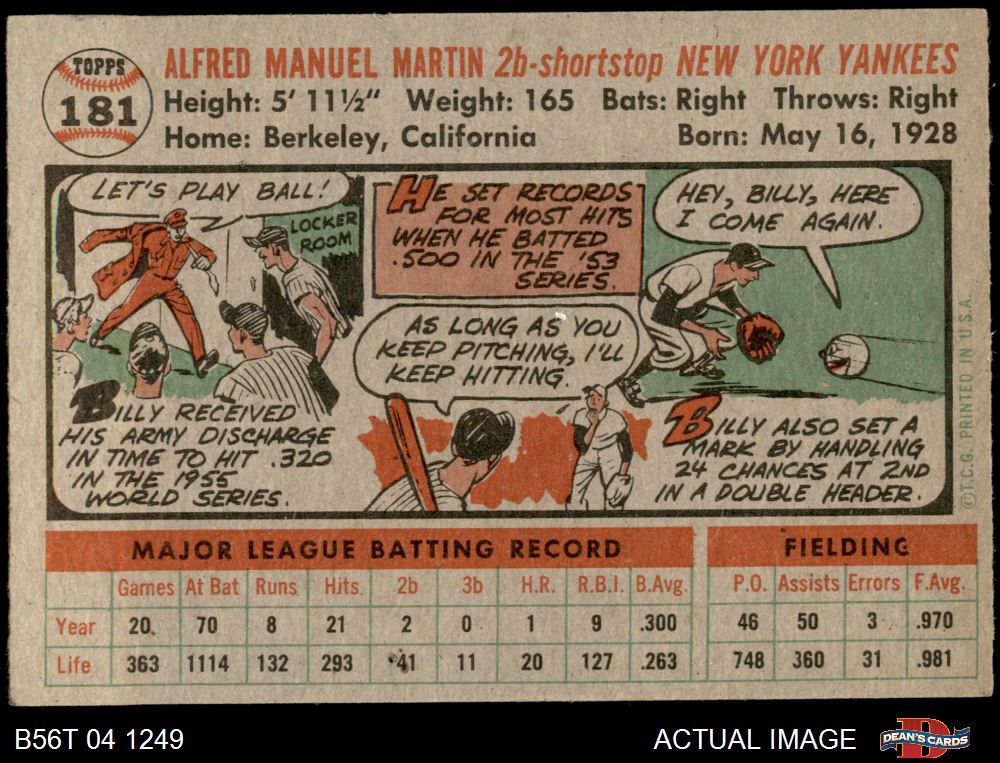 TOPPS
181
ALFRED MANUEL MARTIN 2b-shortstop NEW YORK YANKEES
Height: 5' 11½" Weight: 165 Bats: Right Throws: Right
Home: Berkeley, California Born: May 16, 1928
LET'S PLAY BALL!
LOCKER
ROOM
BILLY RECEIVED
HIS ARMY DISCHARGE
IN TIME TO HIT .320
IN THE 1955
WORLD SERIES.
HE SET RECORDS
FOR MOST HITS
WHEN HE BATTED
.500 IN THE '53
SERIES.
AS LONG AS YOU
KEEP PITCHING, I'LL
KEEP HITTING.
HEY, BILLY, HERE
I COME AGAIN.
BILLY ALSO SET A
MARK BY HANDLING
24 CHANCES AT 2ND
IN A DOUBLE HEADER.
©T.C.G. PRINTED IN U.S.A.
MAJOR LEAGUE BATTING RECORD FIELDING
Games At Bat Runs Hits 2b 3b H.R. R.B.I. B.Avg. P.O. Assists Errors F.Avg.
Year 20 70 8 21 2 0 1 9 .300 46 50 3 .970
Life 363 1114 132 293 41 11 20 127 .263 748 360 31 .981
B56T 04 1249
ACTUAL IMAGE
D
DEAN'S CARDS